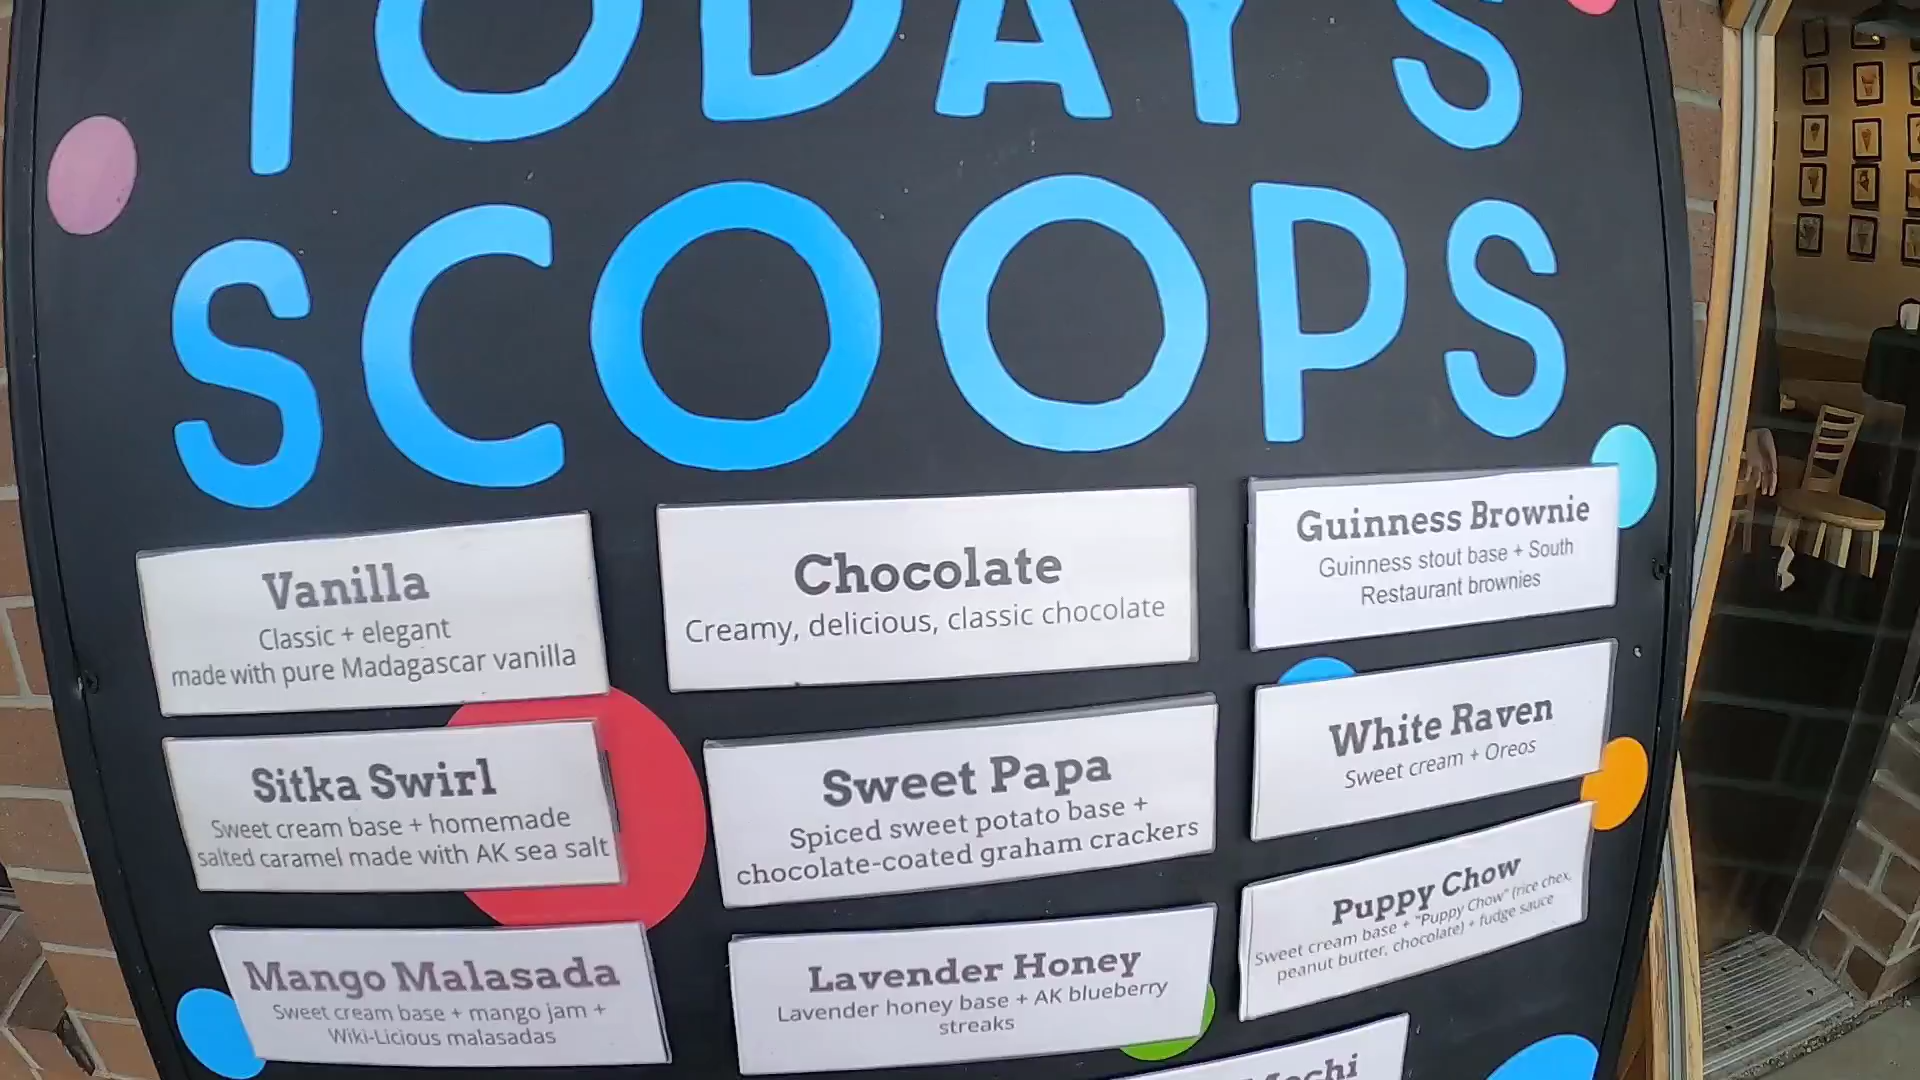 TODAY'S
SCOOPS
Vanilla
Classic + elegant
made with pure Madagascar vanilla
Sitka Swirl
Sweet cream base + homemade
salted caramel made with AK sea salt
Mango Malasada
Sweet cream base + mango jam +
Wiki-Licious malasadas
Chocolate
Creamy, delicious, classic chocolate
Sweet Papa
Spiced sweet potato base +
chocolate-coated graham crackers
Lavender Honey
Lavender honey base + AK blueberry
streaks
Guinness Brownie
Guinness stout base + South
Restaurant brownies
White Raven
Sweet cream + Oreos
Puppy Chow
Sweet cream base + "Puppy Chow" (rice chex,
peanut butter, chocolate) + fudge sauce
Mochi